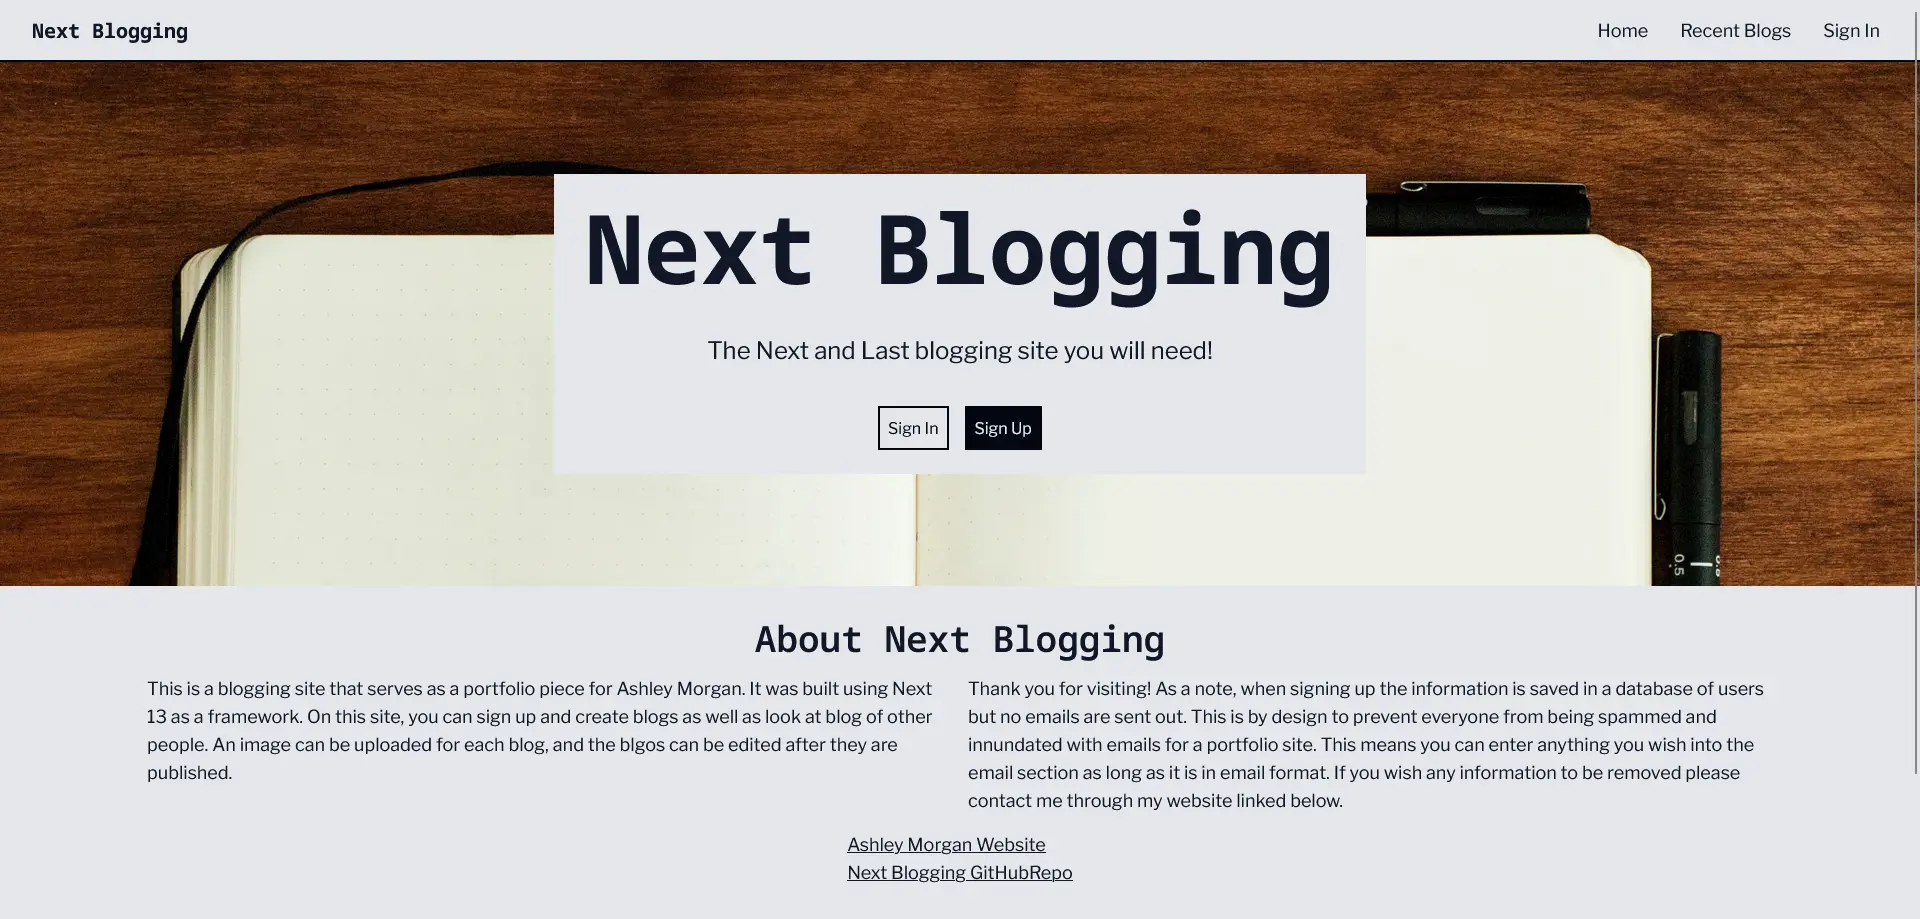 Next Blogging
Home
Recent Blogs
Sign In
Next Blogging
The Next and Last blogging site you will need!
Sign In
Sign Up
0.5
0.8
About Next Blogging
This is a blogging site that serves as a portfolio piece for Ashley Morgan. It was built using Next
13 as a framework. On this site, you can sign up and create blogs as well as look at blog of other
people. An image can be uploaded for each blog, and the blgos can be edited after they are
published.
Thank you for visiting! As a note, when signing up the information is saved in a database of users
but no emails are sent out. This is by design to prevent everyone from being spammed and
innundated with emails for a portfolio site. This means you can enter anything you wish into the
email section as long as it is in email format. If you wish any information to be removed please
contact me through my website linked below.
Ashley Morgan Website
Next Blogging GitHubRepo